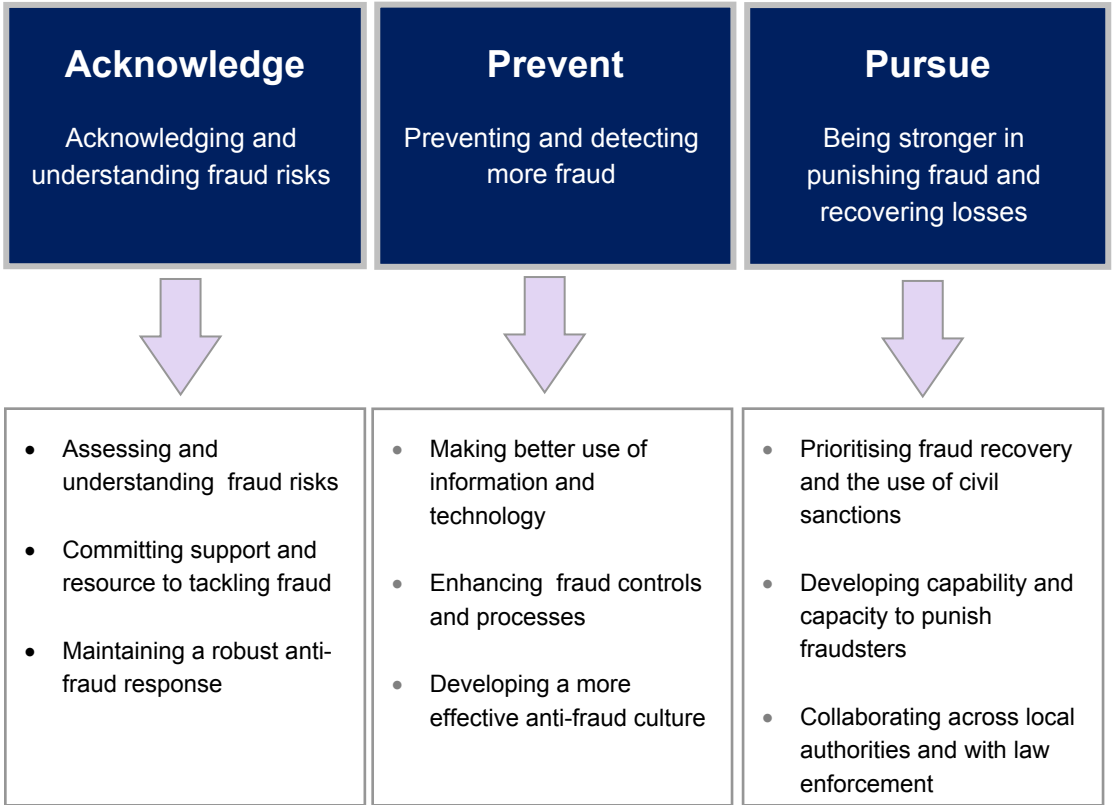 Acknowledge
Acknowledging and
understanding fraud risks
Prevent
Preventing and detecting
more fraud
Pursue
Being stronger in
punishing fraud and
recovering losses
• Assessing and
understanding  fraud risks
• Committing support and
resource to tackling fraud
• Maintaining a robust anti-
fraud response
• Making better use of
information and
technology
• Enhancing  fraud controls
and processes
• Developing a more
effective anti-fraud culture
• Prioritising fraud recovery
and the use of civil
sanctions
• Developing capability and
capacity to punish
fraudsters
• Collaborating across local
authorities and with law
enforcement